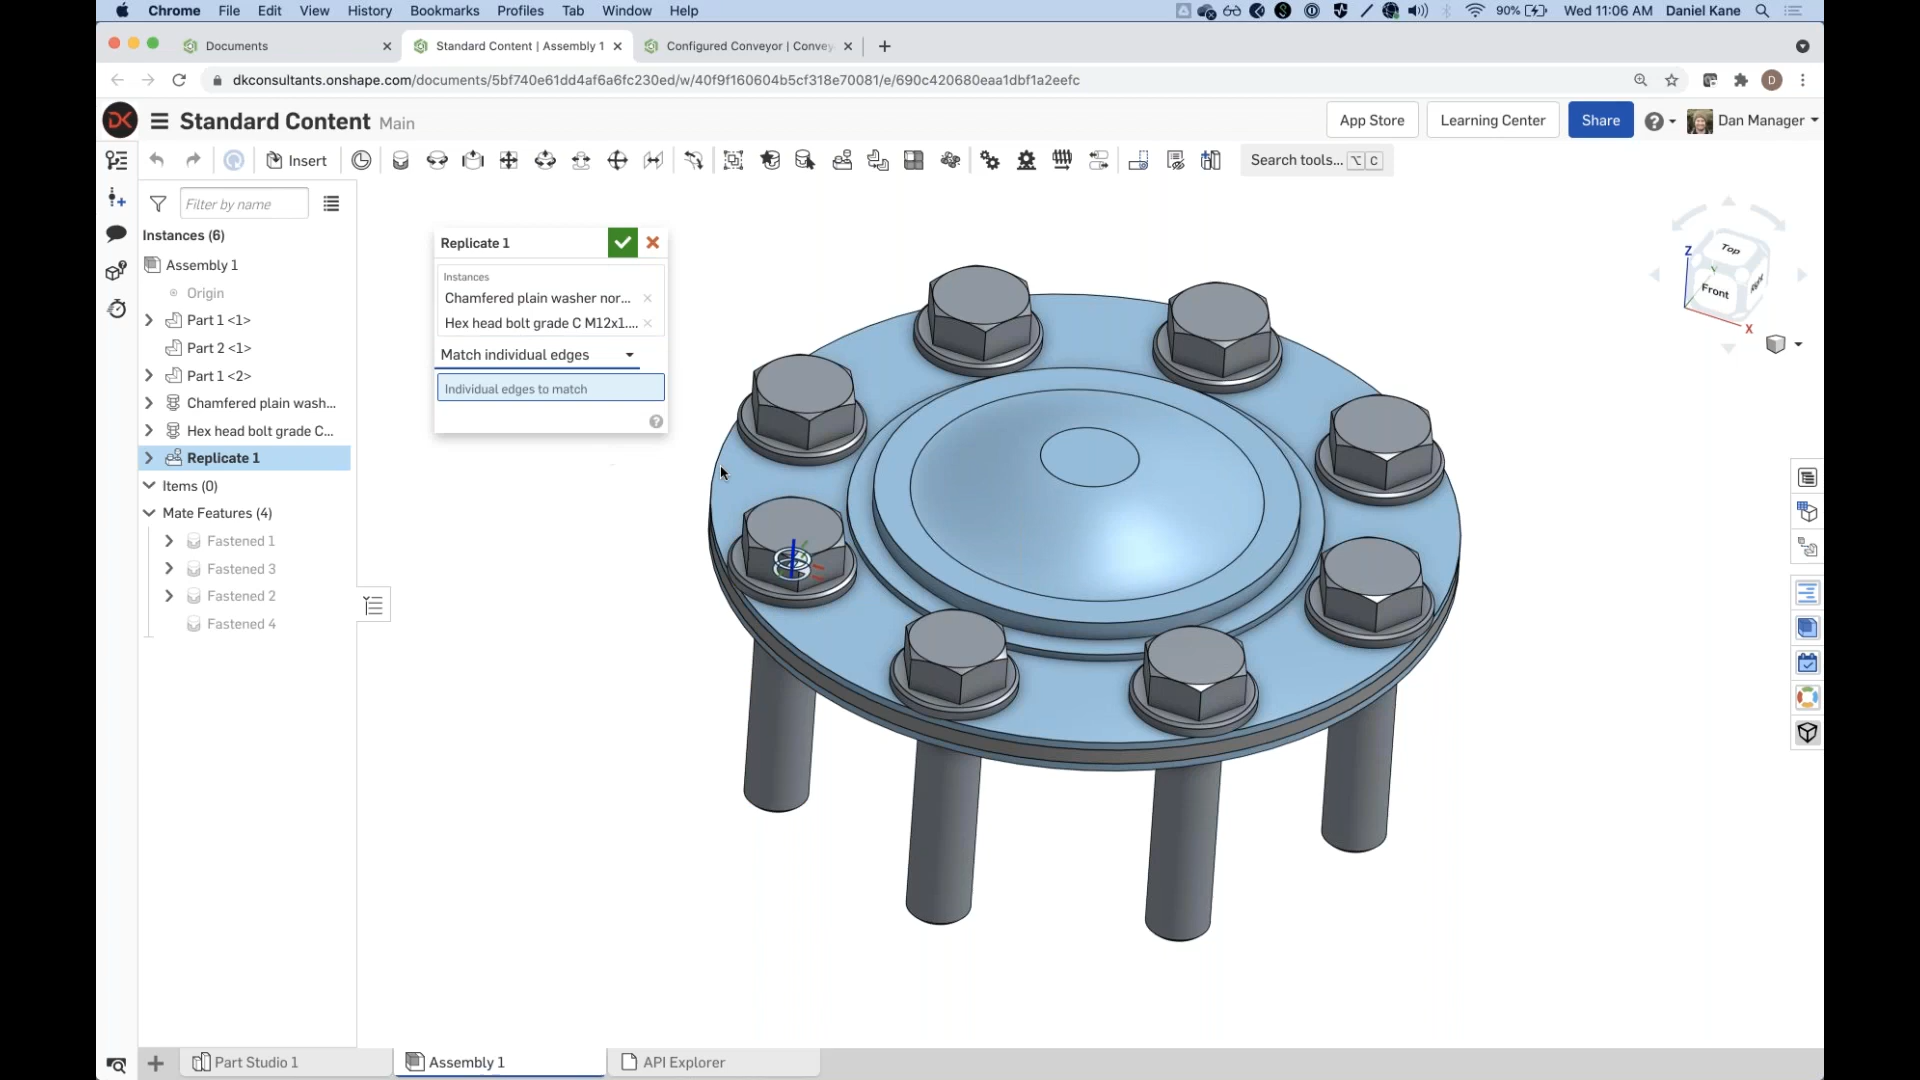 Chrome File Edit View History Bookmarks Profiles Tab Window Help 90% Wed 11:06 AM Daniel Kane
Documents
Standard Content | Assembly 1
Configured Conveyor | Convey
dkconsultants.onshape.com/documents/5bf740e61dd4af6a6fc230ed/w/40f9f160604b5cf318e70081/e/690c420680eaa1dbf1a2eefc
D
DK Standard Content Main
App Store Learning Center Share Dan Manager
Insert
Search tools... ⌥ C
Filter by name
Instances (6)
Assembly 1
Origin
Part 1 <1>
Part 2 <1>
Part 1 <2>
Chamfered plain wash...
Hex head bolt grade C...
Replicate 1
Items (0)
Mate Features (4)
Fastened 1
Fastened 3
Fastened 2
Fastened 4
Replicate 1
Instances
Chamfered plain washer nor...
Hex head bolt grade C M12x1....
Match individual edges
Individual edges to match
Z
Y
X
Top
Front
Right
Part Studio 1
Assembly 1
API Explorer